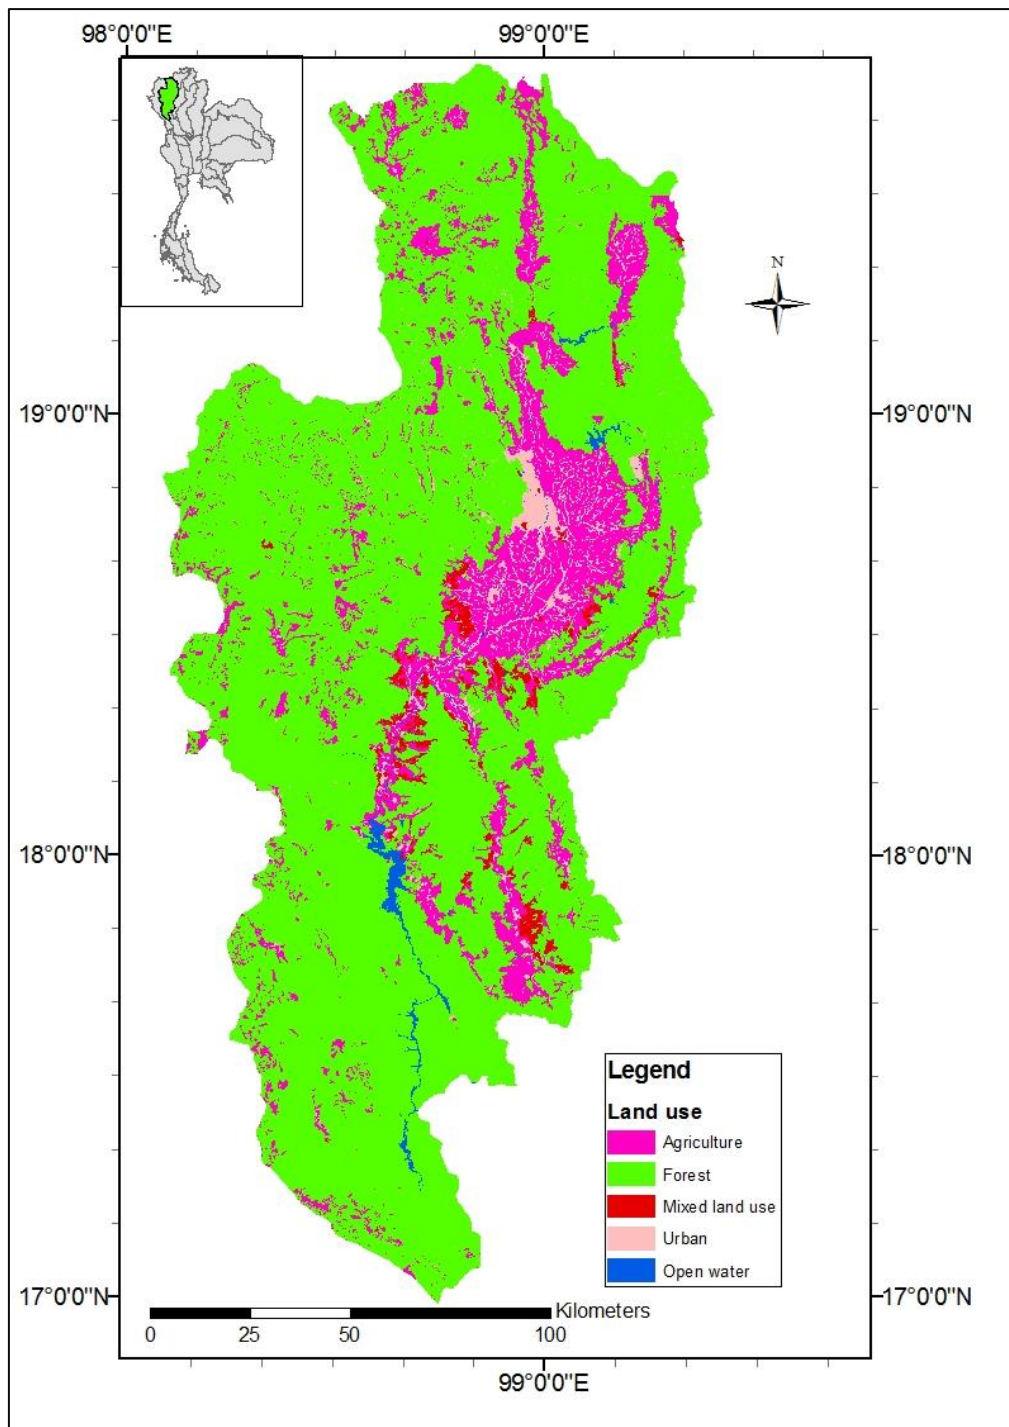 98°0'0"E
99°0'0"E
N
19°0'0"N
19°0'0"N
18°0'0"N
18°0'0"N
Legend
Land use
Agriculture
Forest
Mixed land use
Urban
Open water
17°0'0"N
17°0'0"N
Kilometers
0
25
50
100
99°0'0"E